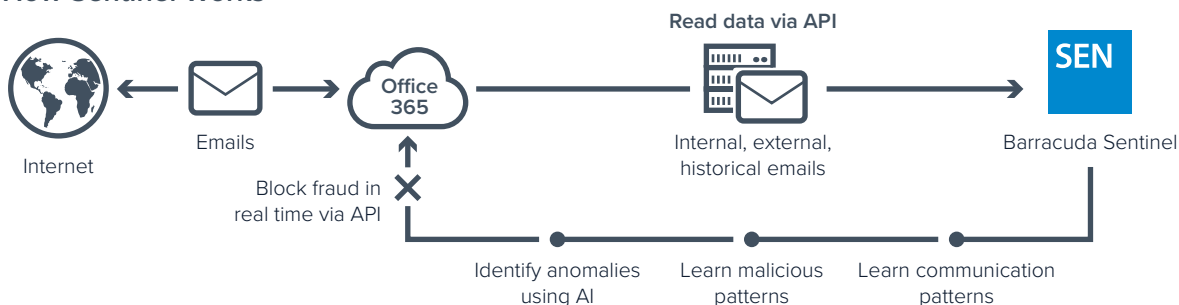 Read data via API
SEN
Office
365
Emails
Internet
Internal, external,
historical emails
Barracuda Sentinel
Block fraud in
real time via API
Identify anomalies
using AI
Learn malicious
patterns
Learn communication
patterns